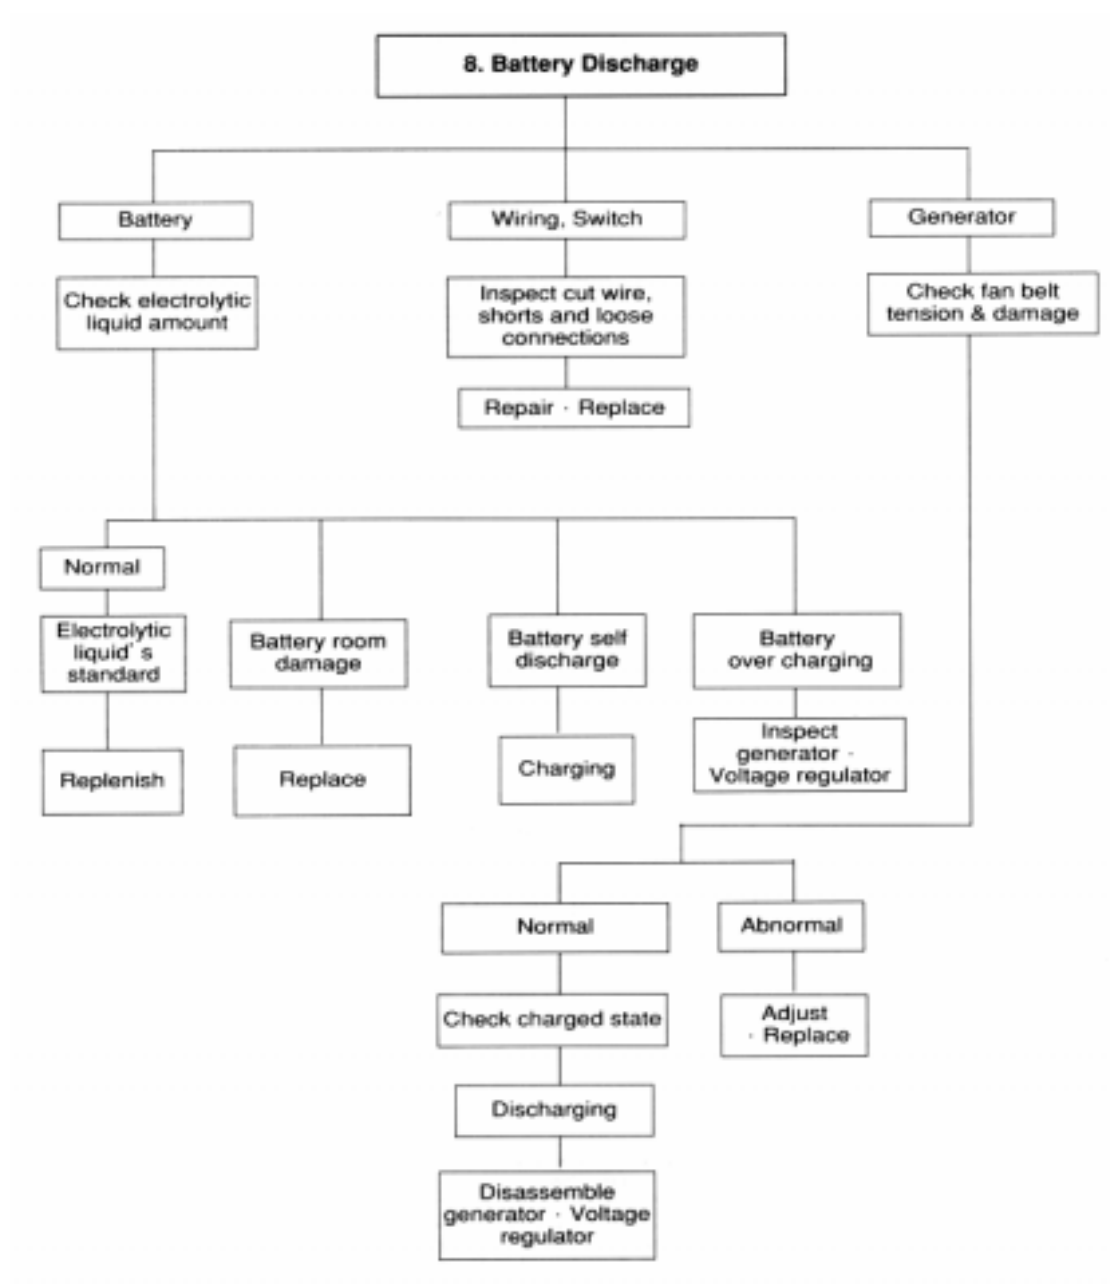 8. Battery Discharge
Battery
Wiring, Switch
Generator
Check electrolytic
liquid amount
Inspect cut wire,
shorts and loose
connections
Check fan belt
tension & damage
Repair · Replace
Normal
Electrolytic
liquid's
standard
Battery room
damage
Battery self
discharge
Battery
over charging
Replenish
Replace
Charging
Inspect
generator ·
Voltage regulator
Normal
Abnormal
Check charged state
Adjust
· Replace
Discharging
Disassemble
generator · Voltage
regulator